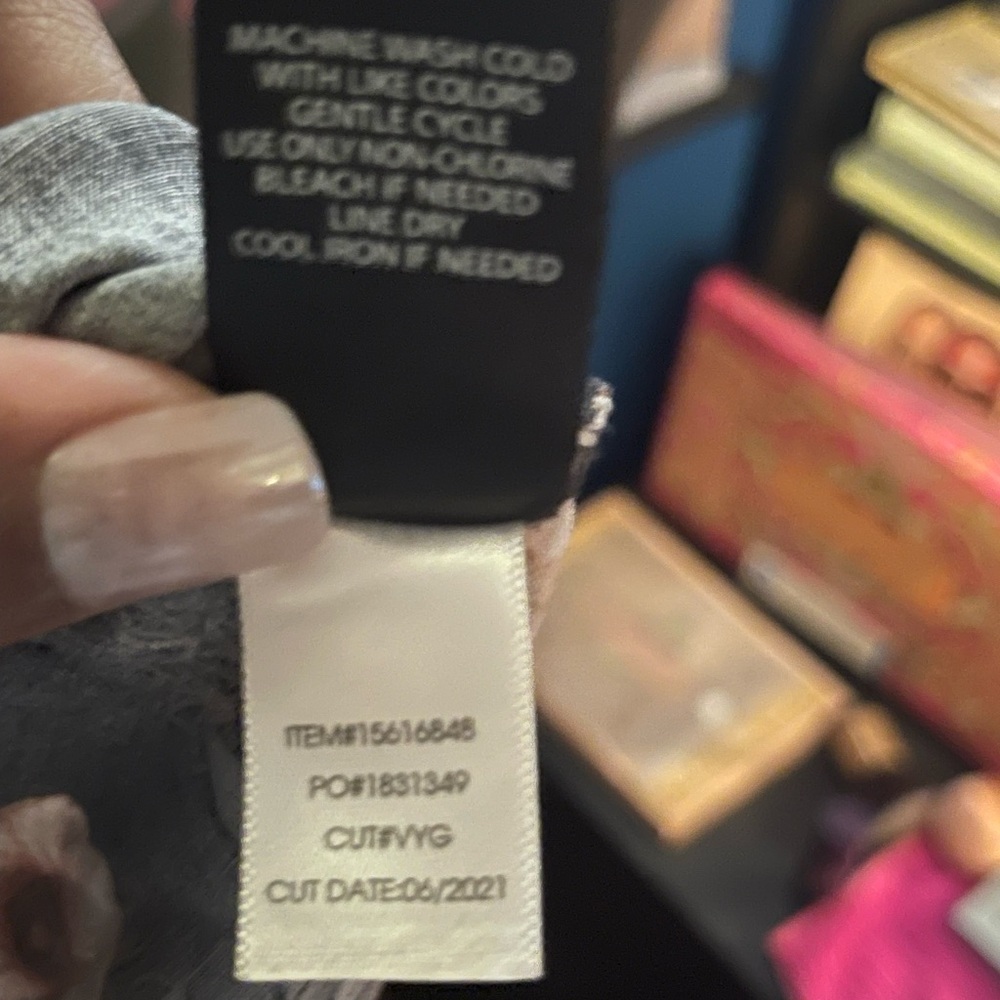 MACHINE WASH COLD
WITH LIKE COLORS
GENTLE CYCLE
USE ONLY NON-CHLORINE
BLEACH IF NEEDED
LINE DRY
COOL IRON IF NEEDED
ITEM#15616848
PO#1831349
CUT#VYG
CUT DATE:06/2021